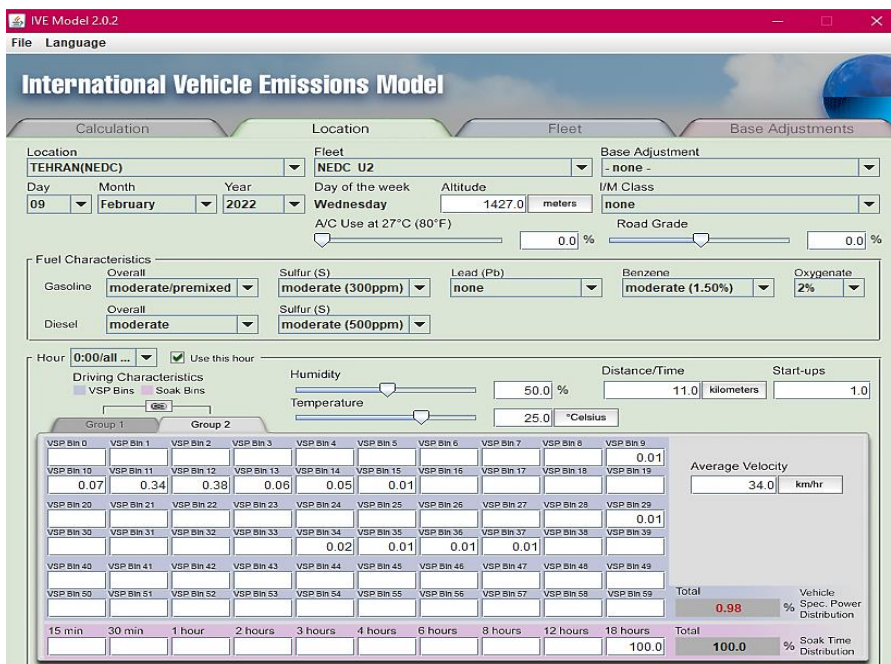 IVE Model 2.0.2
File Language
International Vehicle Emissions Model
Calculation Location Fleet Base Adjustments
Location Fleet Base Adjustment
TEHRAN(NEDC) NEDC U2 - none -
Day Month Year Day of the week Altitude I/M Class
09 February 2022 Wednesday 1427.0 meters none
A/C Use at 27°C (80°F) Road Grade
0.0 % 0.0 %
Fuel Characteristics
Overall Sulfur (S) Lead (Pb) Benzene Oxygenate
Gasoline moderate/premixed moderate (300ppm) none moderate (1.50%) 2%
Overall Sulfur (S)
Diesel moderate moderate (500ppm)
Hour 0:00/all ... Use this hour
Driving Characteristics Humidity Distance/Time Start-ups
VSP Bins Soak Bins 50.0 % 11.0 kilometers 1.0
Temperature
Group 1 Group 2 25.0 °Celsius
VSP Bin 0 VSP Bin 1 VSP Bin 2 VSP Bin 3 VSP Bin 4 VSP Bin 5 VSP Bin 6 VSP Bin 7 VSP Bin 8 VSP Bin 9
0.01
VSP Bin 10 VSP Bin 11 VSP Bin 12 VSP Bin 13 VSP Bin 14 VSP Bin 15 VSP Bin 16 VSP Bin 17 VSP Bin 18 VSP Bin 19 Average Velocity
0.07 0.34 0.38 0.06 0.05 0.01 34.0 km/hr
VSP Bin 20 VSP Bin 21 VSP Bin 22 VSP Bin 23 VSP Bin 24 VSP Bin 25 VSP Bin 26 VSP Bin 27 VSP Bin 28 VSP Bin 29
0.01
VSP Bin 30 VSP Bin 31 VSP Bin 32 VSP Bin 33 VSP Bin 34 VSP Bin 35 VSP Bin 36 VSP Bin 37 VSP Bin 38 VSP Bin 39
0.02 0.01 0.01 0.01
VSP Bin 40 VSP Bin 41 VSP Bin 42 VSP Bin 43 VSP Bin 44 VSP Bin 45 VSP Bin 46 VSP Bin 47 VSP Bin 48 VSP Bin 49
VSP Bin 50 VSP Bin 51 VSP Bin 52 VSP Bin 53 VSP Bin 54 VSP Bin 55 VSP Bin 56 VSP Bin 57 VSP Bin 58 VSP Bin 59 Total Vehicle
0.98 % Spec. Power
Distribution
15 min 30 min 1 hour 2 hours 3 hours 4 hours 6 hours 8 hours 12 hours 18 hours Total
100.0 100.0 % Soak Time
Distribution